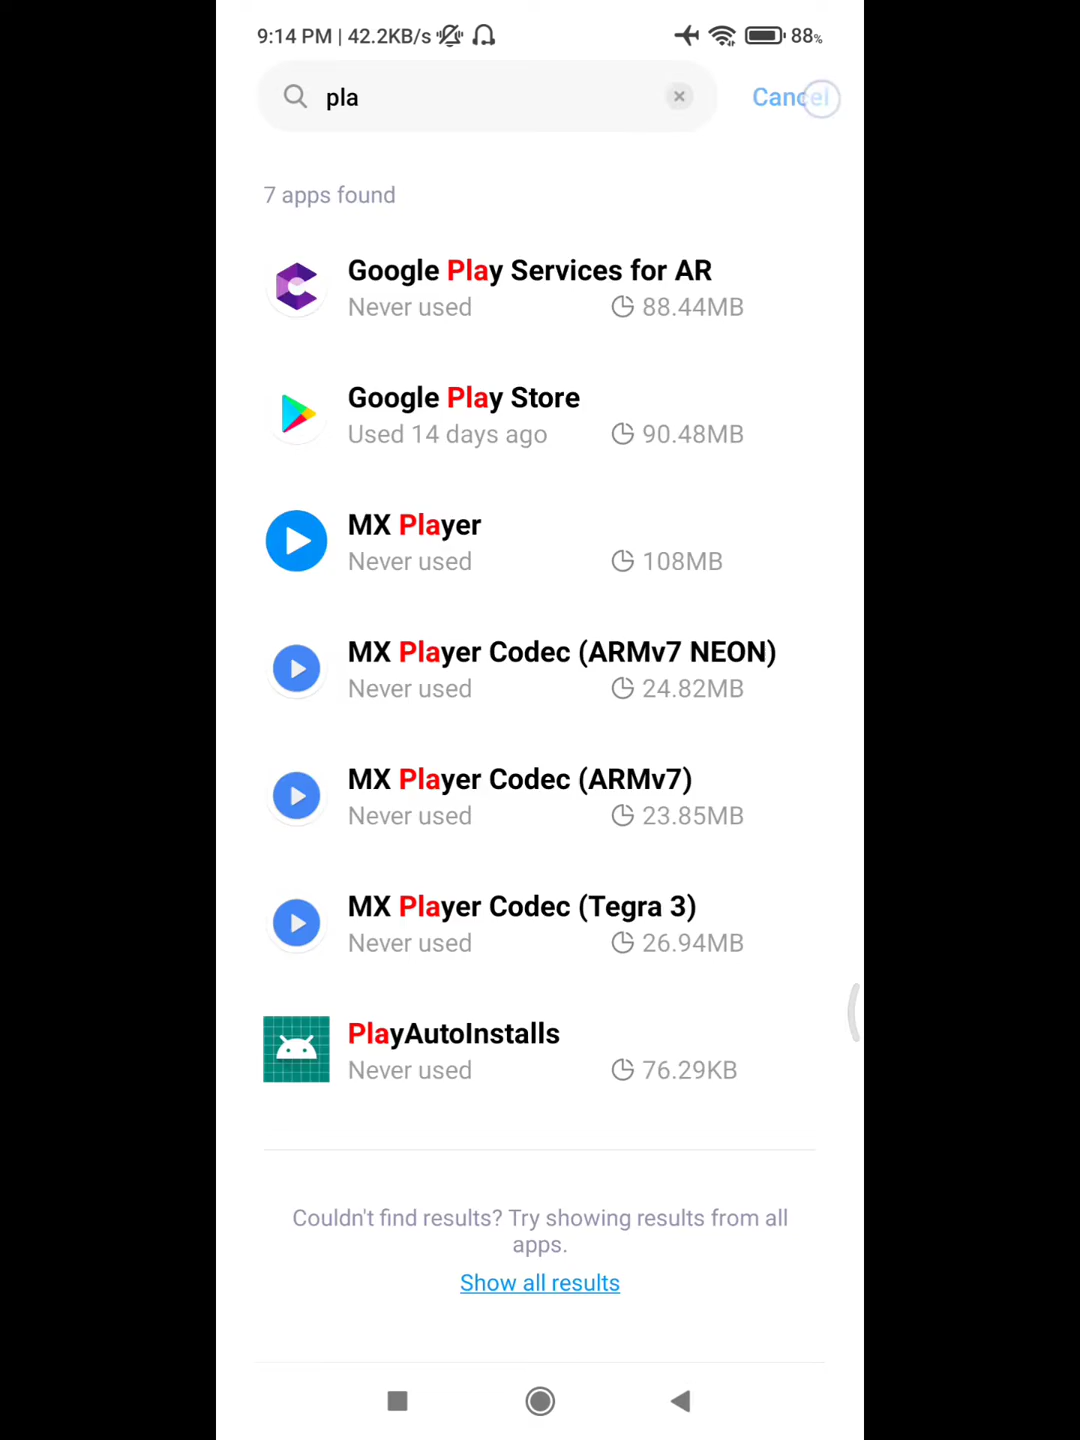 9:14 PM | 42.2KB/s 88%
pla Cancel
7 apps found
Google Play Services for AR
Never used 88.44MB
Google Play Store
Used 14 days ago 90.48MB
MX Player
Never used 108MB
MX Player Codec (ARMv7 NEON)
Never used 24.82MB
MX Player Codec (ARMv7)
Never used 23.85MB
MX Player Codec (Tegra 3)
Never used 26.94MB
PlayAutoInstalls
Never used 76.29KB
Couldn't find results? Try showing results from all
apps.
Show all results